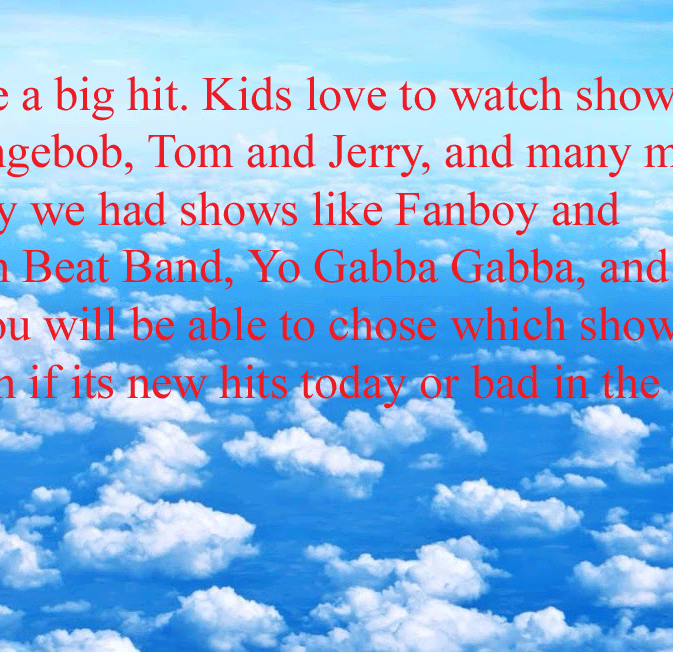 e a big hit. Kids love to watch show
ngebob, Tom and Jerry, and many m
y we had shows like Fanboy and
n Beat Band, Yo Gabba Gabba, and
ou will be able to chose which show
n if its new hits today or bad in the